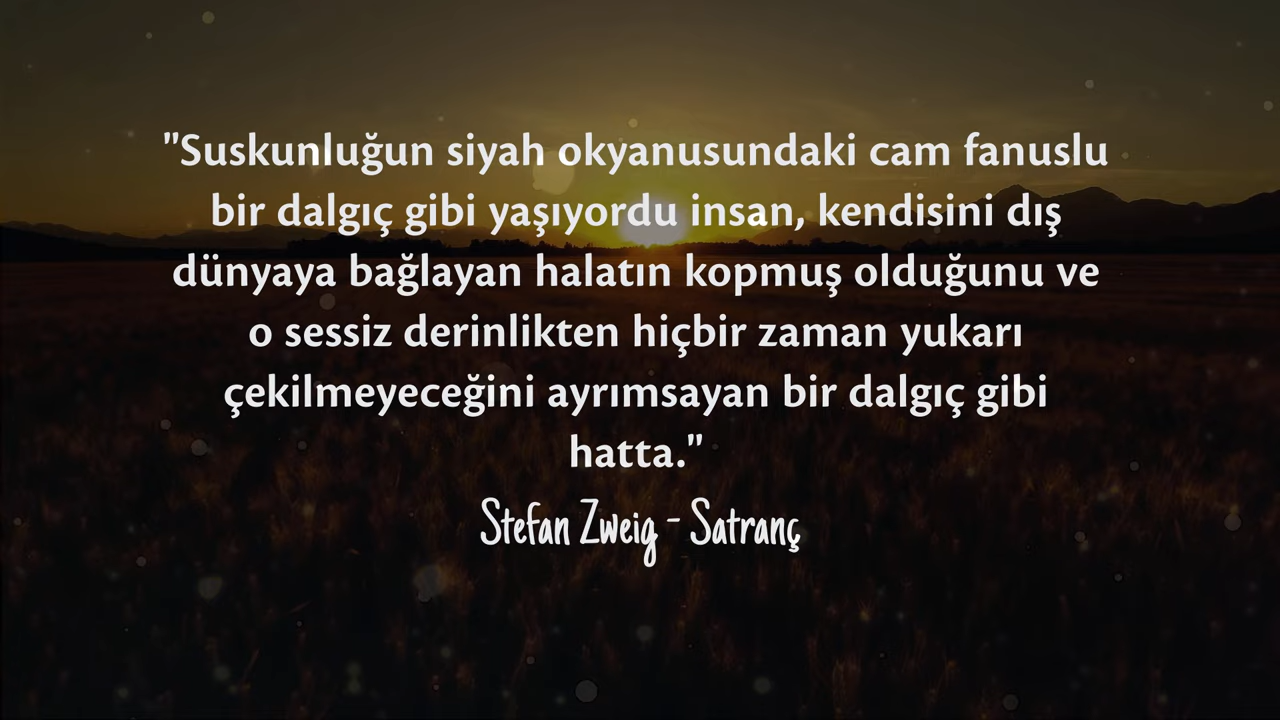 "Suskunluğun siyah okyanusundaki cam fanuslu
bir dalgıç gibi yaşıyordu insan, kendisini dış
dünyaya bağlayan halatın kopmuş olduğunu ve
o sessiz derinlikten hiçbir zaman yukarı
çekilmeyeceğini ayrımsayan bir dalgıç gibi
hatta."
Stefan Zweig - Satranç